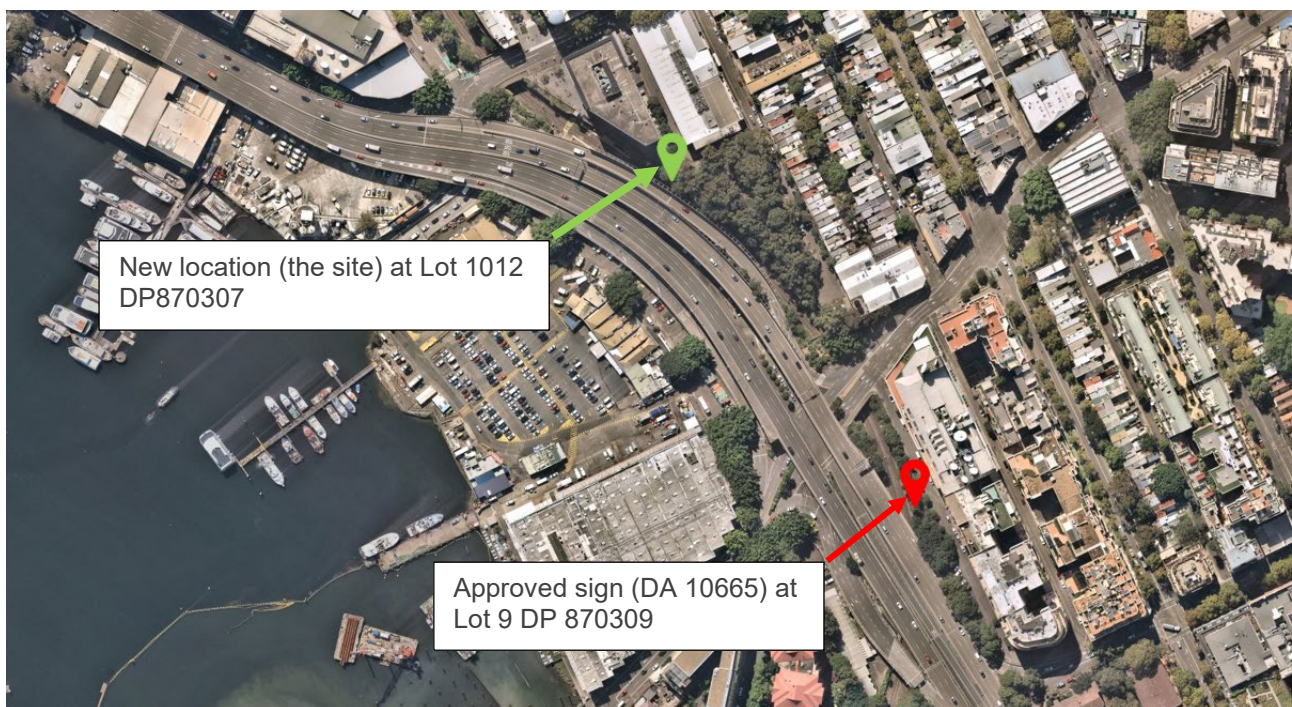 New location (the site) at Lot 1012
DP870307
Approved sign (DA 10665) at
Lot 9 DP 870309